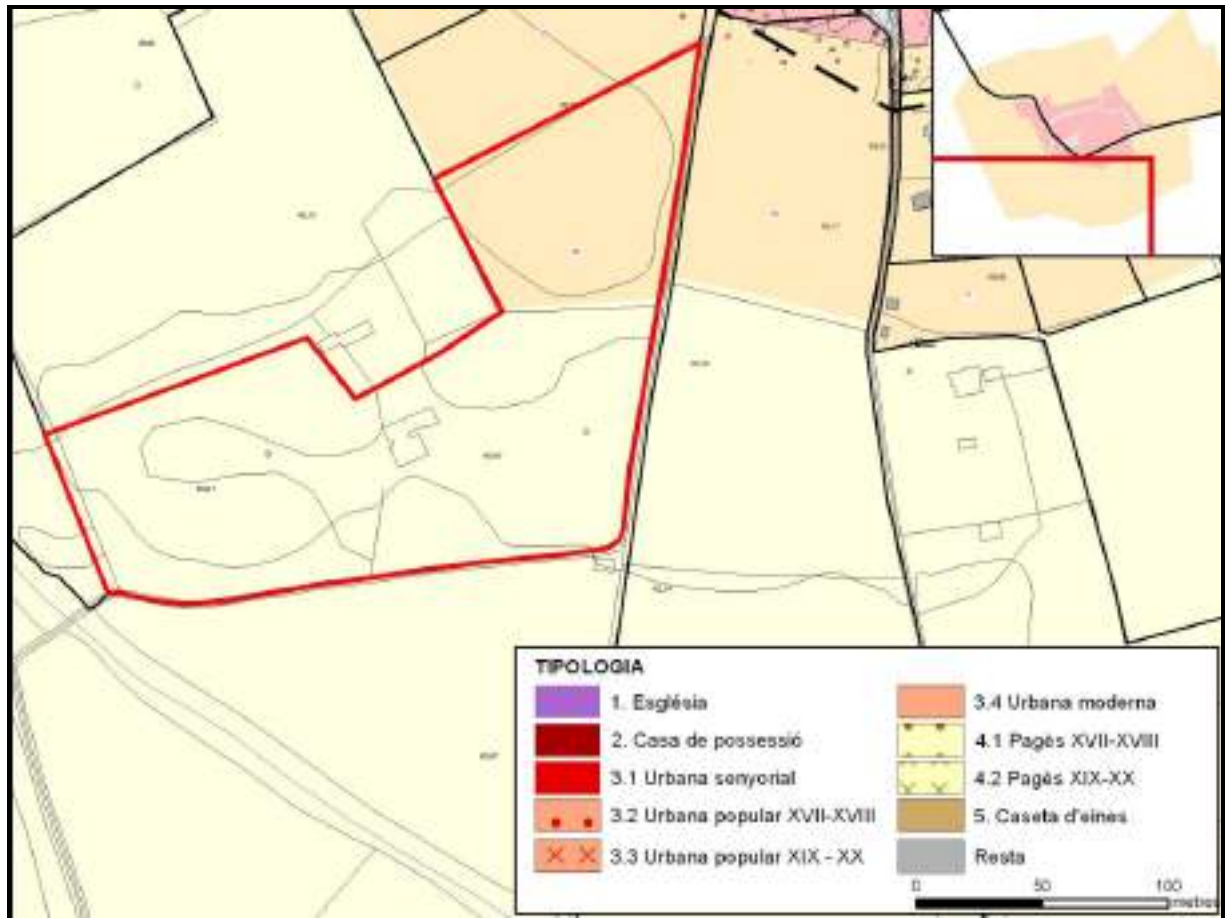 TIPOLOGIA
1. Església
2. Casa de possessió
3.1 Urbana senyorial
3.2 Urbana popular XVII-XVIII
3.3 Urbana popular XIX - XX
3.4 Urbana moderna
4.1 Pagès XVII-XVIII
4.2 Pagès XIX-XX
5. Caseta d'eines
Resta
0 50 100
metres